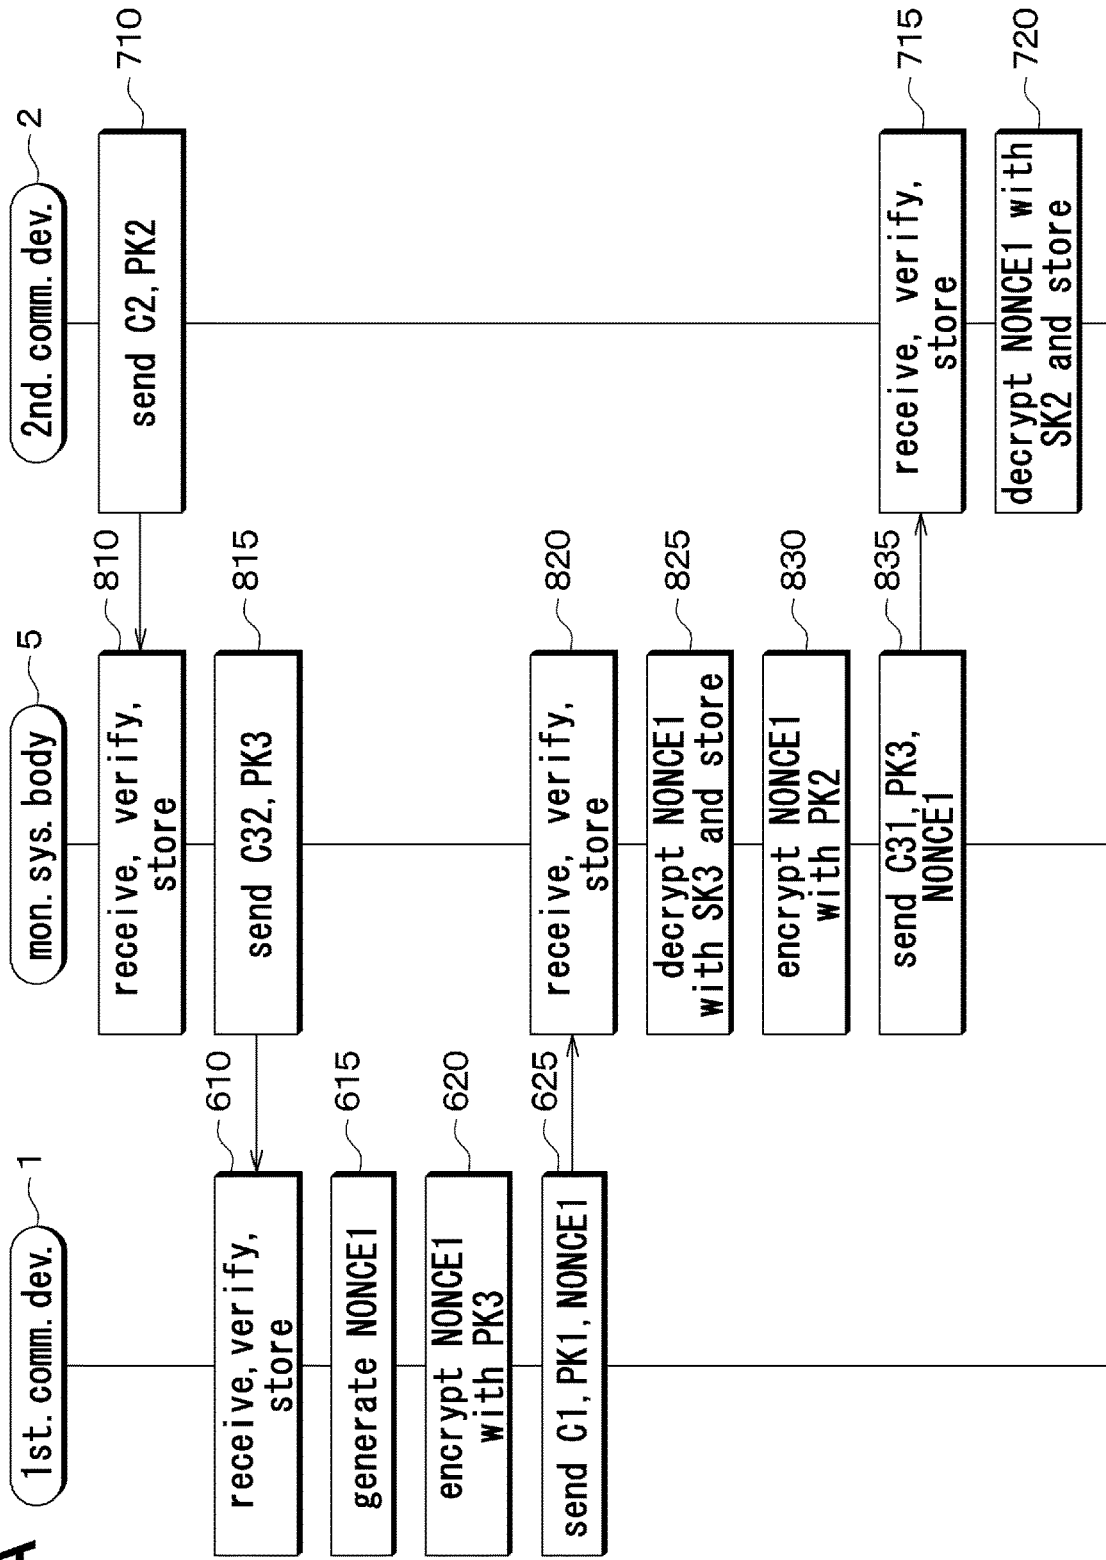 A
1st. comm. dev.
1
mon. sys. body
5
2nd. comm. dev.
2
receive, verify,
store
810
send C2, PK2
710
receive, verify,
store
610
send C32, PK3
815
generate NONCE1
615
encrypt NONCE1
with PK3
620
send C1, PK1, NONCE1
625
receive, verify,
store
820
decrypt NONCE1
with SK3 and store
825
encrypt NONCE1
with PK2
830
send C31, PK3,
NONCE1
835
receive, verify,
store
715
decrypt NONCE1 with
SK2 and store
720